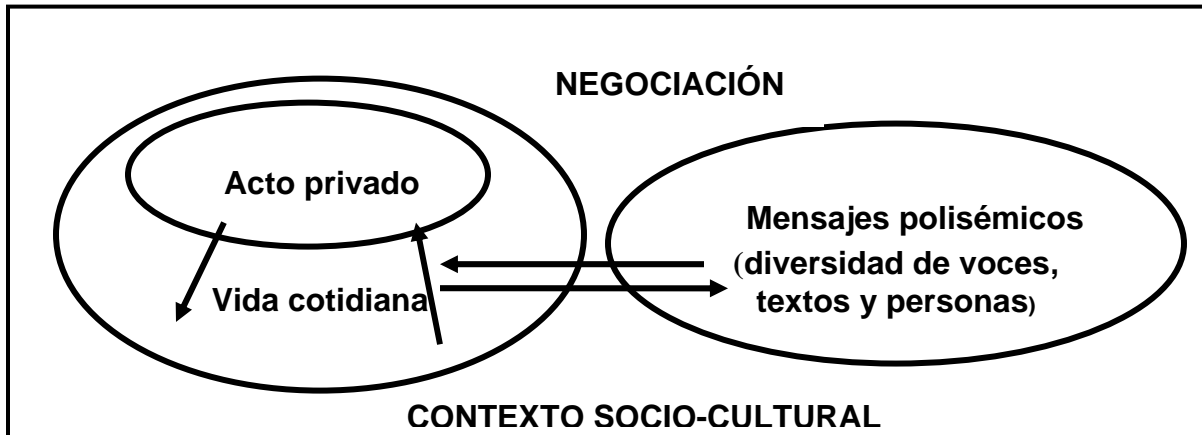 NEGOCIACIÓN
Acto privado
Vida cotidiana
Mensajes polisémicos
(diversidad de voces,
textos y personas)
CONTEXTO SOCIO-CULTURAL